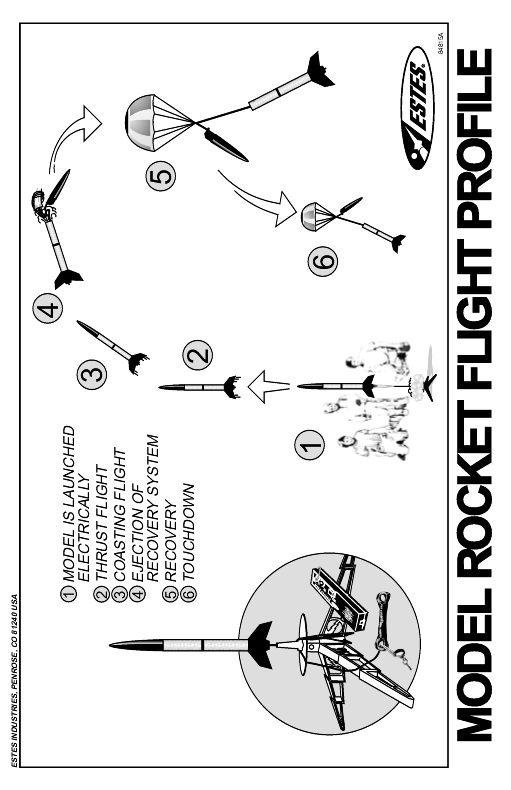 ESTES INDUSTRIES, PENROSE, CO 81240 USA
1 MODEL IS LAUNCHED
ELECTRICALLY
2 THRUST FLIGHT
3 COASTING FLIGHT
4 EJECTION OF
RECOVERY SYSTEM
5 RECOVERY
6 TOUCHDOWN
1
2
3
4
5
6
ESTES®
84815A
MODEL ROCKET FLIGHT PROFILE